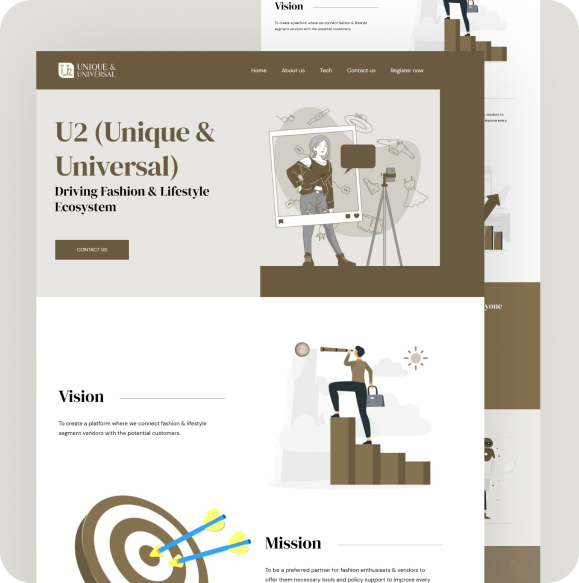 Vision
To create a platform where we connect fashion & lifestyle
segment vendors with the potential customers.
U2 UNIQUE &
UNIVERSAL
Home About us Tech Contact us Register now
U2 (Unique &
Universal)
Driving Fashion & Lifestyle
Ecosystem
CONTACT US
vendors to
improve every
yone
Vision
To create a platform where we connect fashion & lifestyle
segment vendors with the potential customers.
Mission
To be a preferred partner for fashion enthusiasts & vendors to
offer them necessary tools and policy support to improve every